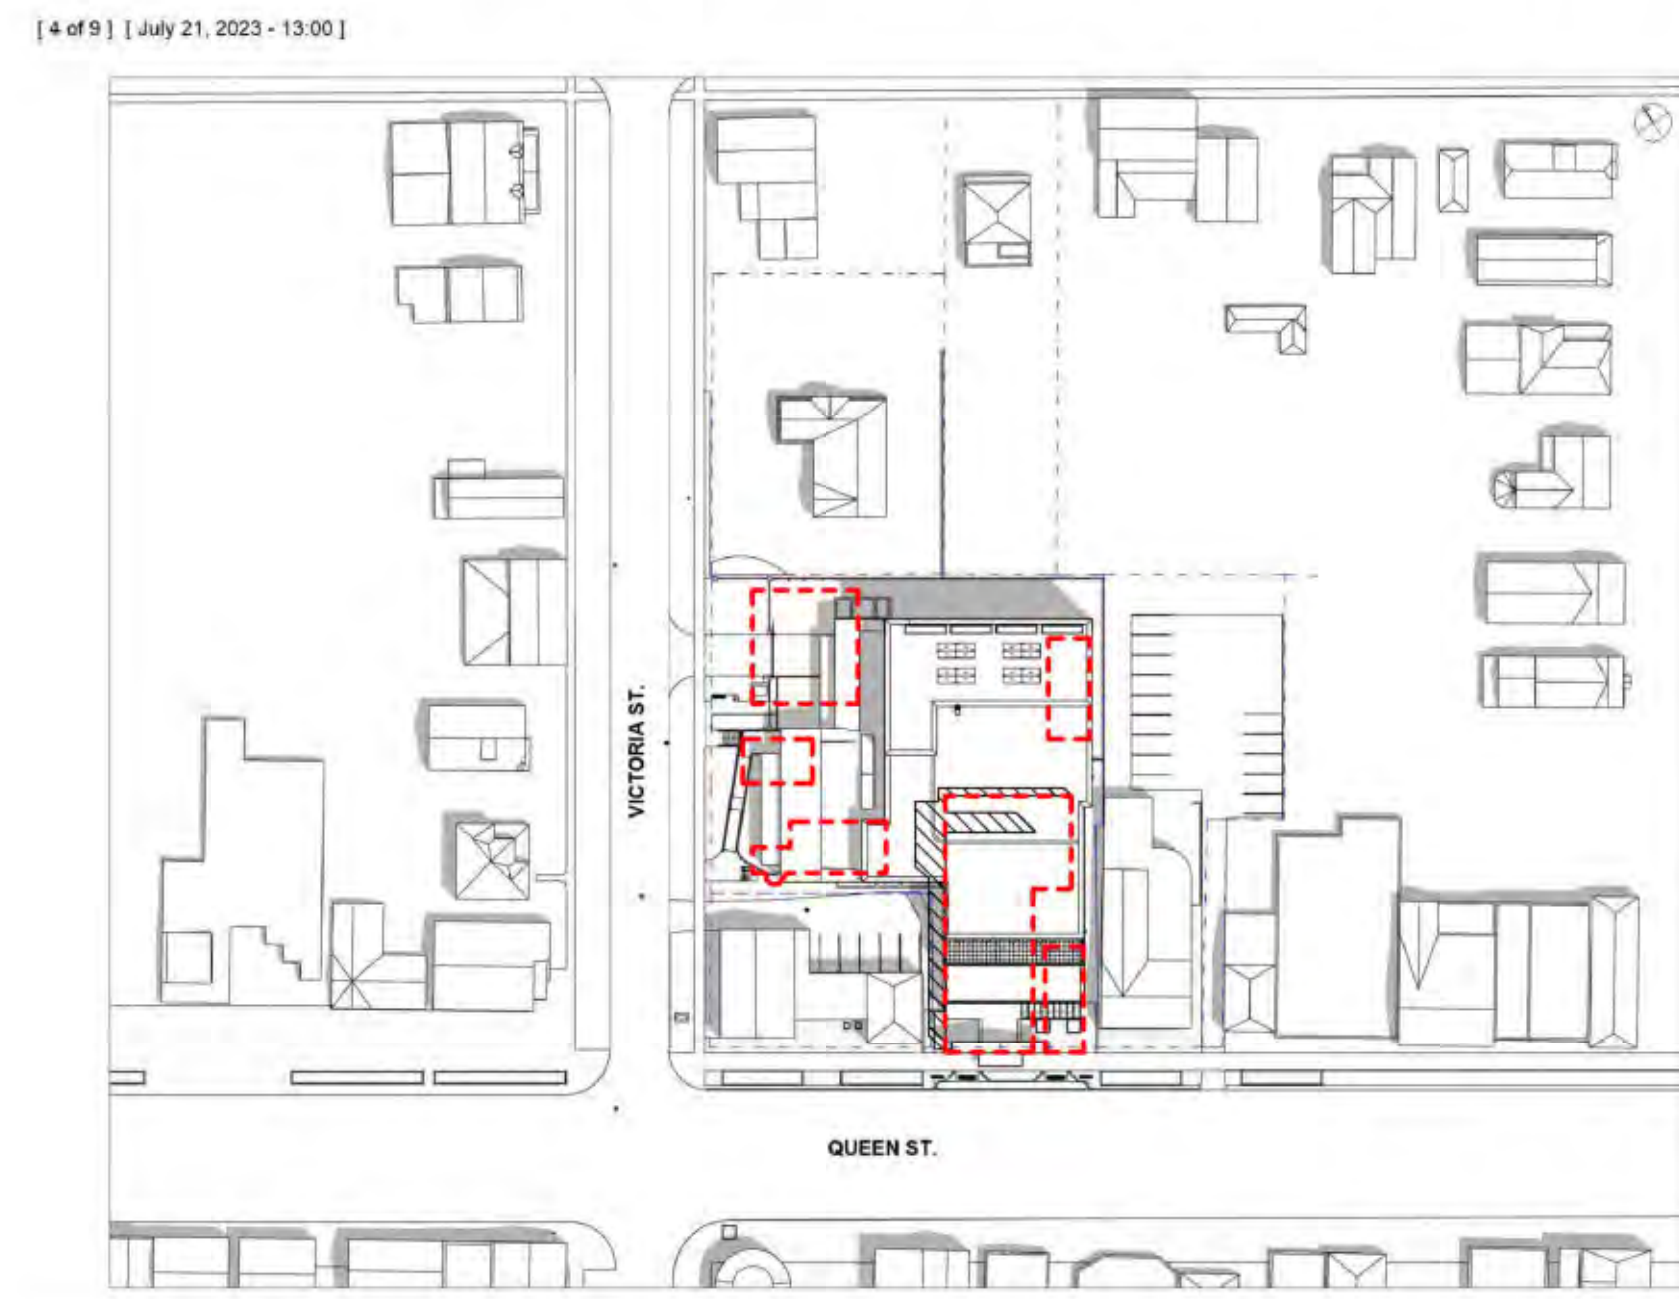 [ 4 of 9 ] [ July 21, 2023 - 13:00 ]
VICTORIA ST.
QUEEN ST.